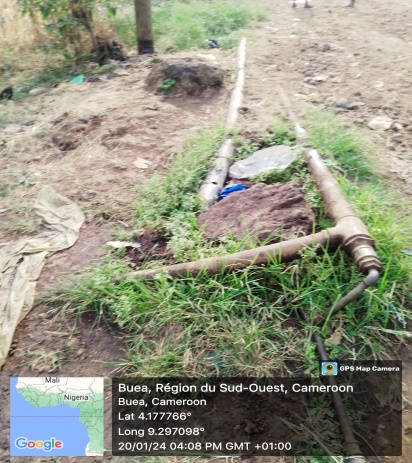 GPS Map Camera
Mali
Nigeria
Google
Buea, Région du Sud-Ouest, Cameroon
Buea, Cameroon
Lat 4.177766°
Long 9.297098°
20/01/24 04:08 PM GMT +01:00